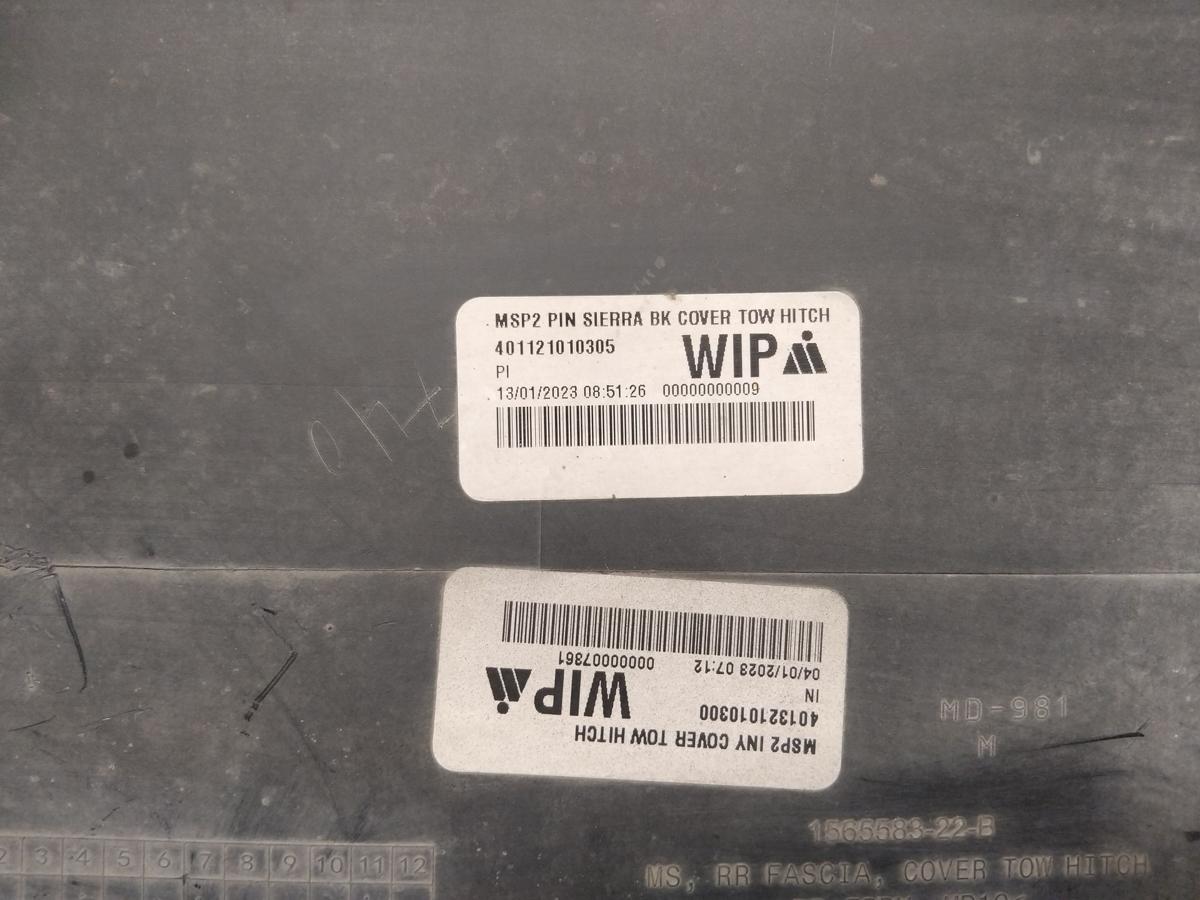 MSP2 PIN SIERRA BK COVER TOW HITCH
401121010305
WIP
PI
13/01/2023 08:51:26 00000000009
MSP2 INY COVER TOW HITCH
401321010300
WIP
IN
04/01/2023 07:12 00000007861
MD-981
M
1565583-22-B
MS, RR FASCIA, COVER TOW HITCH
2 3 4 5 6 7 8 9 10 11 12